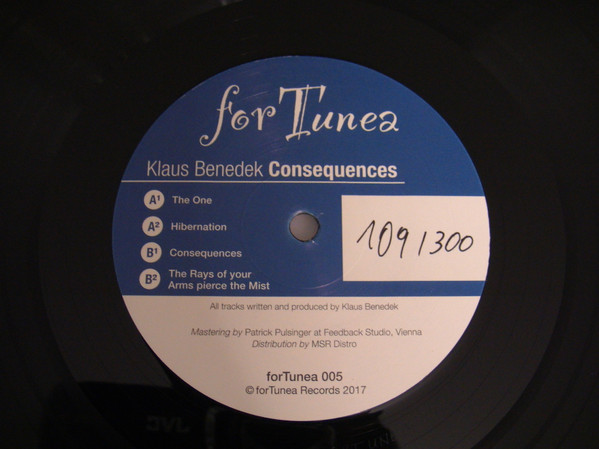 forTunea
Klaus Benedek Consequences
A1 The One
A2 Hibernation
109/300
B1 Consequences
B2 The Rays of your
Arms pierce the Mist
All tracks written and produced by Klaus Benedek
Mastering by Patrick Pulsinger at Feedback Studio, Vienna
Distribution by MSR Distro
forTunea 005
© forTunea Records 2017
JVC